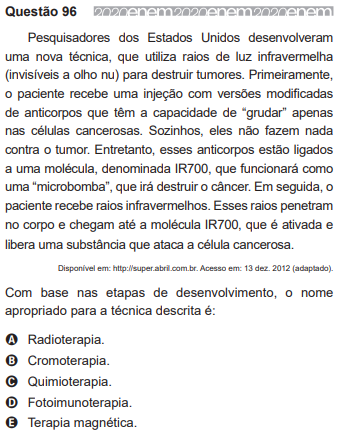 Questão 96 2020enem2020enem2020enem
Pesquisadores dos Estados Unidos desenvolveram
uma nova técnica, que utiliza raios de luz infravermelha
(invisíveis a olho nu) para destruir tumores. Primeiramente,
o paciente recebe uma injeção com versões modificadas
de anticorpos que têm a capacidade de “grudar” apenas
nas células cancerosas. Sozinhos, eles não fazem nada
contra o tumor. Entretanto, esses anticorpos estão ligados
a uma molécula, denominada IR700, que funcionará como
uma “microbomba”, que irá destruir o câncer. Em seguida, o
paciente recebe raios infravermelhos. Esses raios penetram
no corpo e chegam até a molécula IR700, que é ativada e
libera uma substância que ataca a célula cancerosa.
Disponível em: http://super.abril.com.br. Acesso em: 13 dez. 2012 (adaptado).
Com base nas etapas de desenvolvimento, o nome
apropriado para a técnica descrita é:
A Radioterapia.
B Cromoterapia.
C Quimioterapia.
D Fotoimunoterapia.
E Terapia magnética.